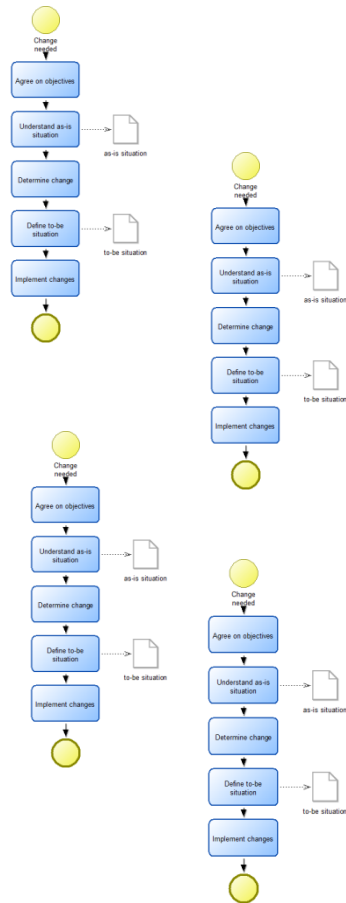 Change
needed
Agree on objectives
Understand as-is
situation
as-is situation
Determine change
Define to-be
situation
to-be situation
Implement changes
Change
needed
Agree on objectives
Understand as-is
situation
as-is situation
Determine change
Define to-be
situation
to-be situation
Implement changes
Change
needed
Agree on objectives
Understand as-is
situation
as-is situation
Determine change
Define to-be
situation
to-be situation
Implement changes
Change
needed
Agree on objectives
Understand as-is
situation
as-is situation
Determine change
Define to-be
situation
to-be situation
Implement changes